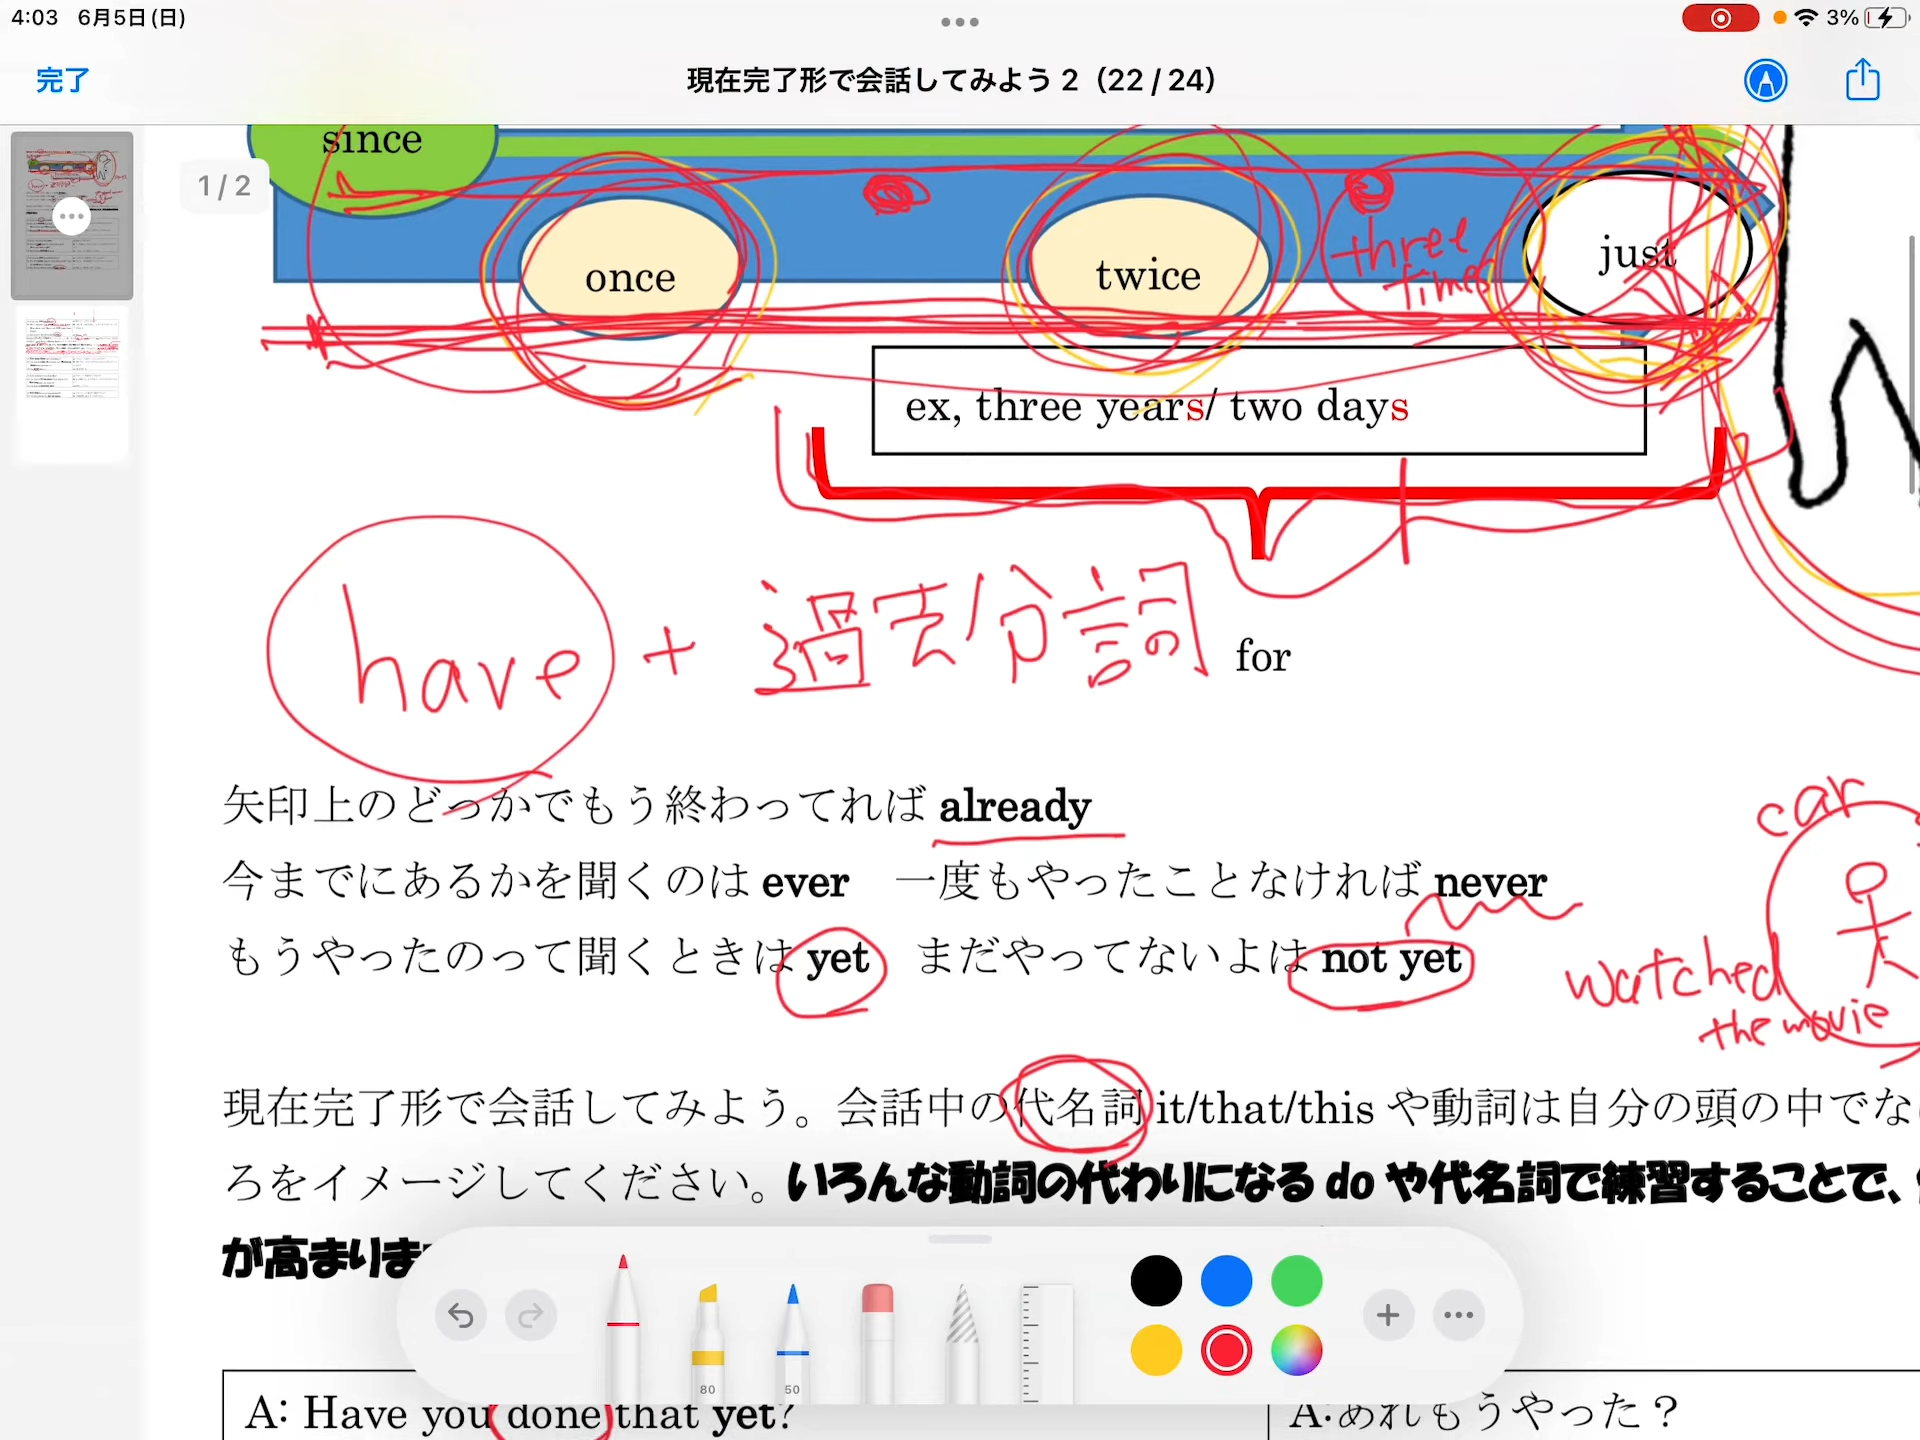 4:03 6月5日(日)
3%
完了
現在完了形で会話してみよう 2（22 / 24）
since
1 / 2
once
twice
three times
just
ex, three years/ two days
have + 過去分詞
for
矢印上のどっかでもう終わってれば already
今までにあるかを聞くのは ever 一度もやったことなければ never
もうやったのって聞くときは yet まだやってないよは not yet
car
watched
the movie
現在完了形で会話してみよう。会話中の代名詞 it/that/this や動詞は自分の頭の中でな
ろをイメージしてください。いろんな動詞の代わりになる do や代名詞で練習することで、
が高まりま
80
50
A: Have you done that yet?
A:あれもうやった？